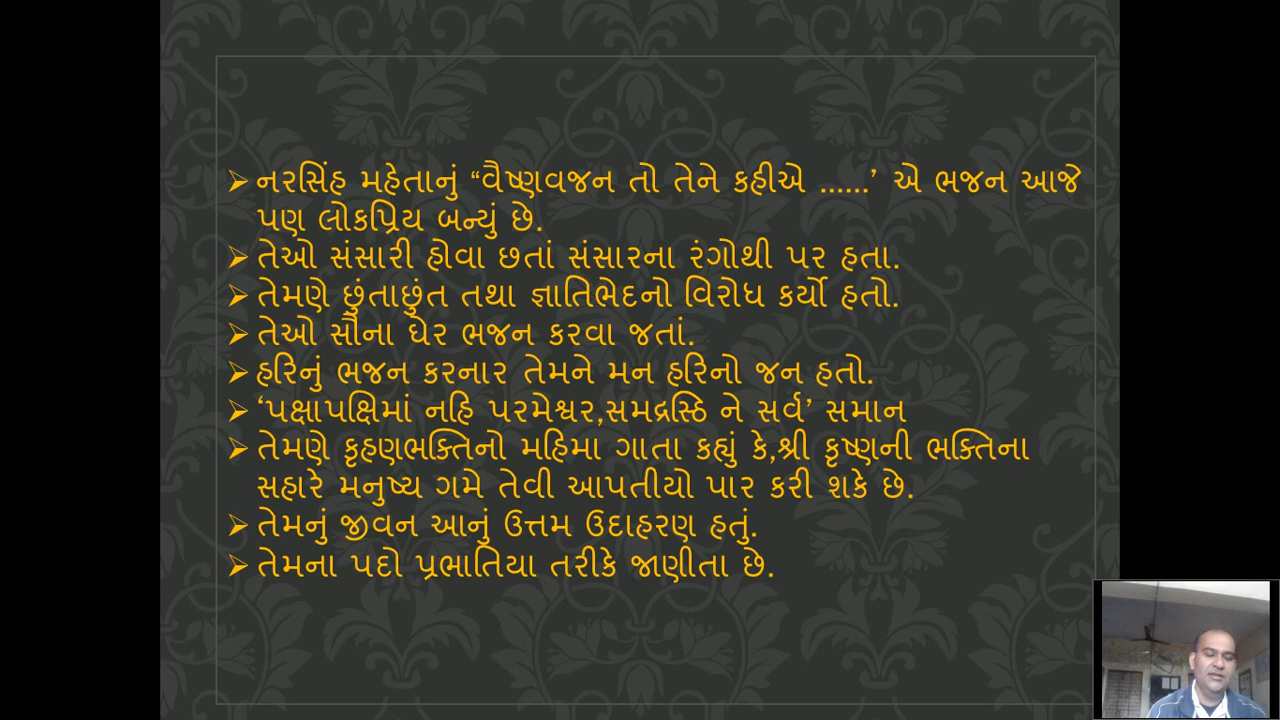 ➢ નરસિંહ મહેતાનું “વૈષ્ણવજન તો તેને કહીએ ......’ એ ભજન આજે
પણ લોકપ્રિય બન્યું છે.
➢ તેઓ સંસારી હોવા છતાં સંસારના રંગોથી પર હતા.
➢ તેમણે છુંતાછુંત તથા જ્ઞાતિભેદનો વિરોધ કર્યો હતો.
➢ તેઓ સૌના ઘેર ભજન કરવા જતાં.
➢ હરિનું ભજન કરનાર તેમને મન હરિનો જન હતો.
➢ ‘પક્ષાપક્ષિમાં નહિ પરમેશ્વર,સમદ્રસ્ઠિ ને સર્વ’ સમાન
➢ તેમણે કૃહણભક્તિનો મહિમા ગાતા કહ્યું કે,શ્રી કૃષ્ણની ભક્તિના
સહારે મનુષ્ય ગમે તેવી આપતીયો પાર કરી શકે છે.
➢ તેમનું જીવન આનું ઉત્તમ ઉદાહરણ હતું.
➢ તેમના પદો પ્રભાતિયા તરીકે જાણીતા છે.